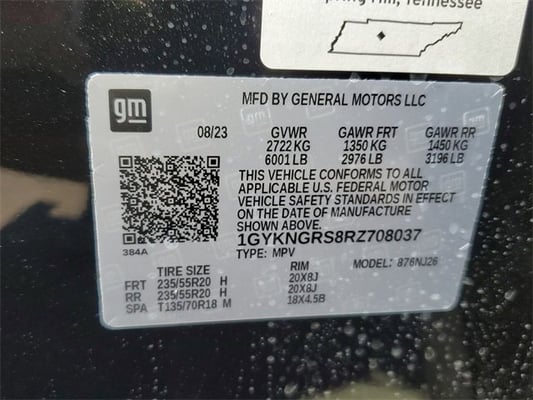 Spring Hill, Tennessee
gm
MFD BY GENERAL MOTORS LLC
08/23 GVWR GAWR FRT GAWR RR
2722 KG 1350 KG 1450 KG
6001 LB 2976 LB 3196 LB
THIS VEHICLE CONFORMS TO ALL
APPLICABLE U.S. FEDERAL MOTOR
VEHICLE SAFETY STANDARDS IN EFFECT
ON THE DATE OF MANUFACTURE
SHOWN ABOVE.
1GYKNGRS8RZ708037
384A
TYPE: MPV MODEL: 876NJ26
TIRE SIZE RIM
FRT 235/55R20 H 20X8J
RR 235/55R20 H 20X8J
SPA T135/70R18 M 18X4.5B